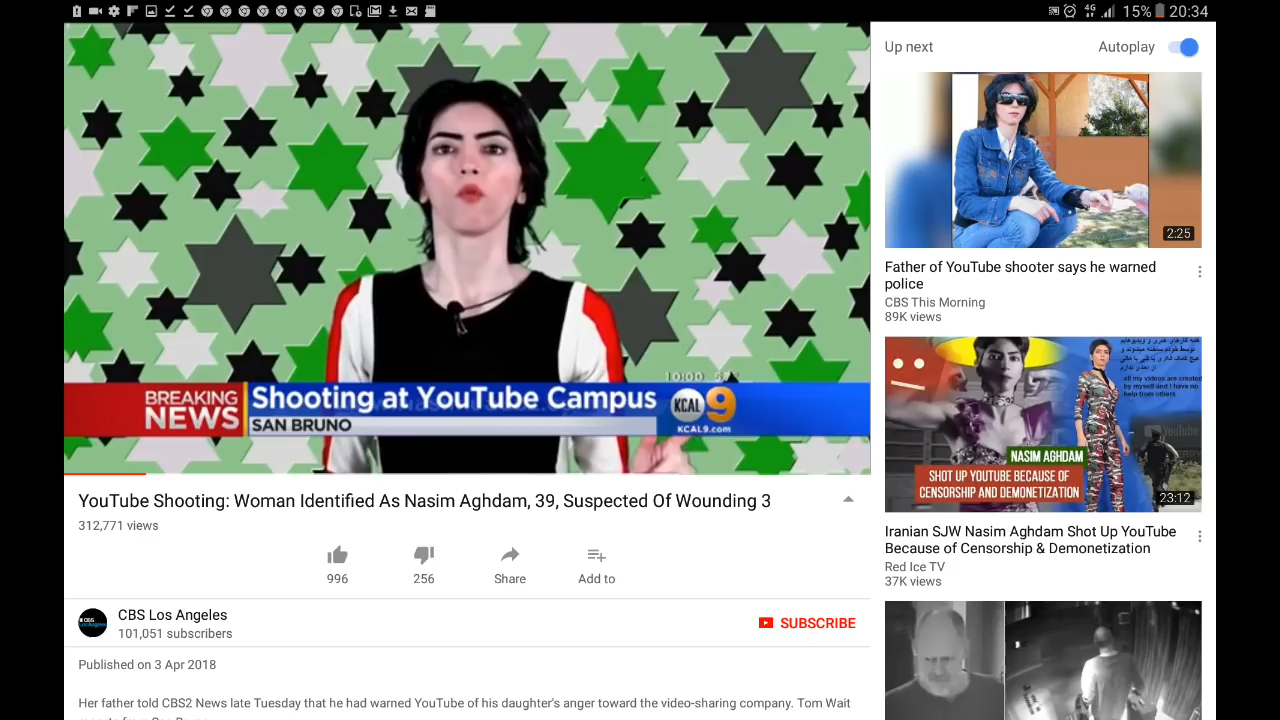 4G 15% 20:34
BREAKING
NEWS
Shooting at YouTube Campus
SAN BRUNO
10:00
KCAL 9
KCAL9.com
YouTube Shooting: Woman Identified As Nasim Aghdam, 39, Suspected Of Wounding 3
312,771 views
996
256
Share
Add to
CBS Los Angeles
101,051 subscribers
SUBSCRIBE
Published on 3 Apr 2018
Her father told CBS2 News late Tuesday that he had warned YouTube of his daughter's anger toward the video-sharing company. Tom Wait
Up next
Autoplay
2:25
Father of YouTube shooter says he warned
police
CBS This Morning
89K views
all my videos are created
by myself and I have no
help from others
YouTube
NASIM AGHDAM
SHOT UP YOUTUBE BECAUSE OF
CENSORSHIP AND DEMONETIZATION
23:12
Iranian SJW Nasim Aghdam Shot Up YouTube
Because of Censorship & Demonetization
Red Ice TV
37K views